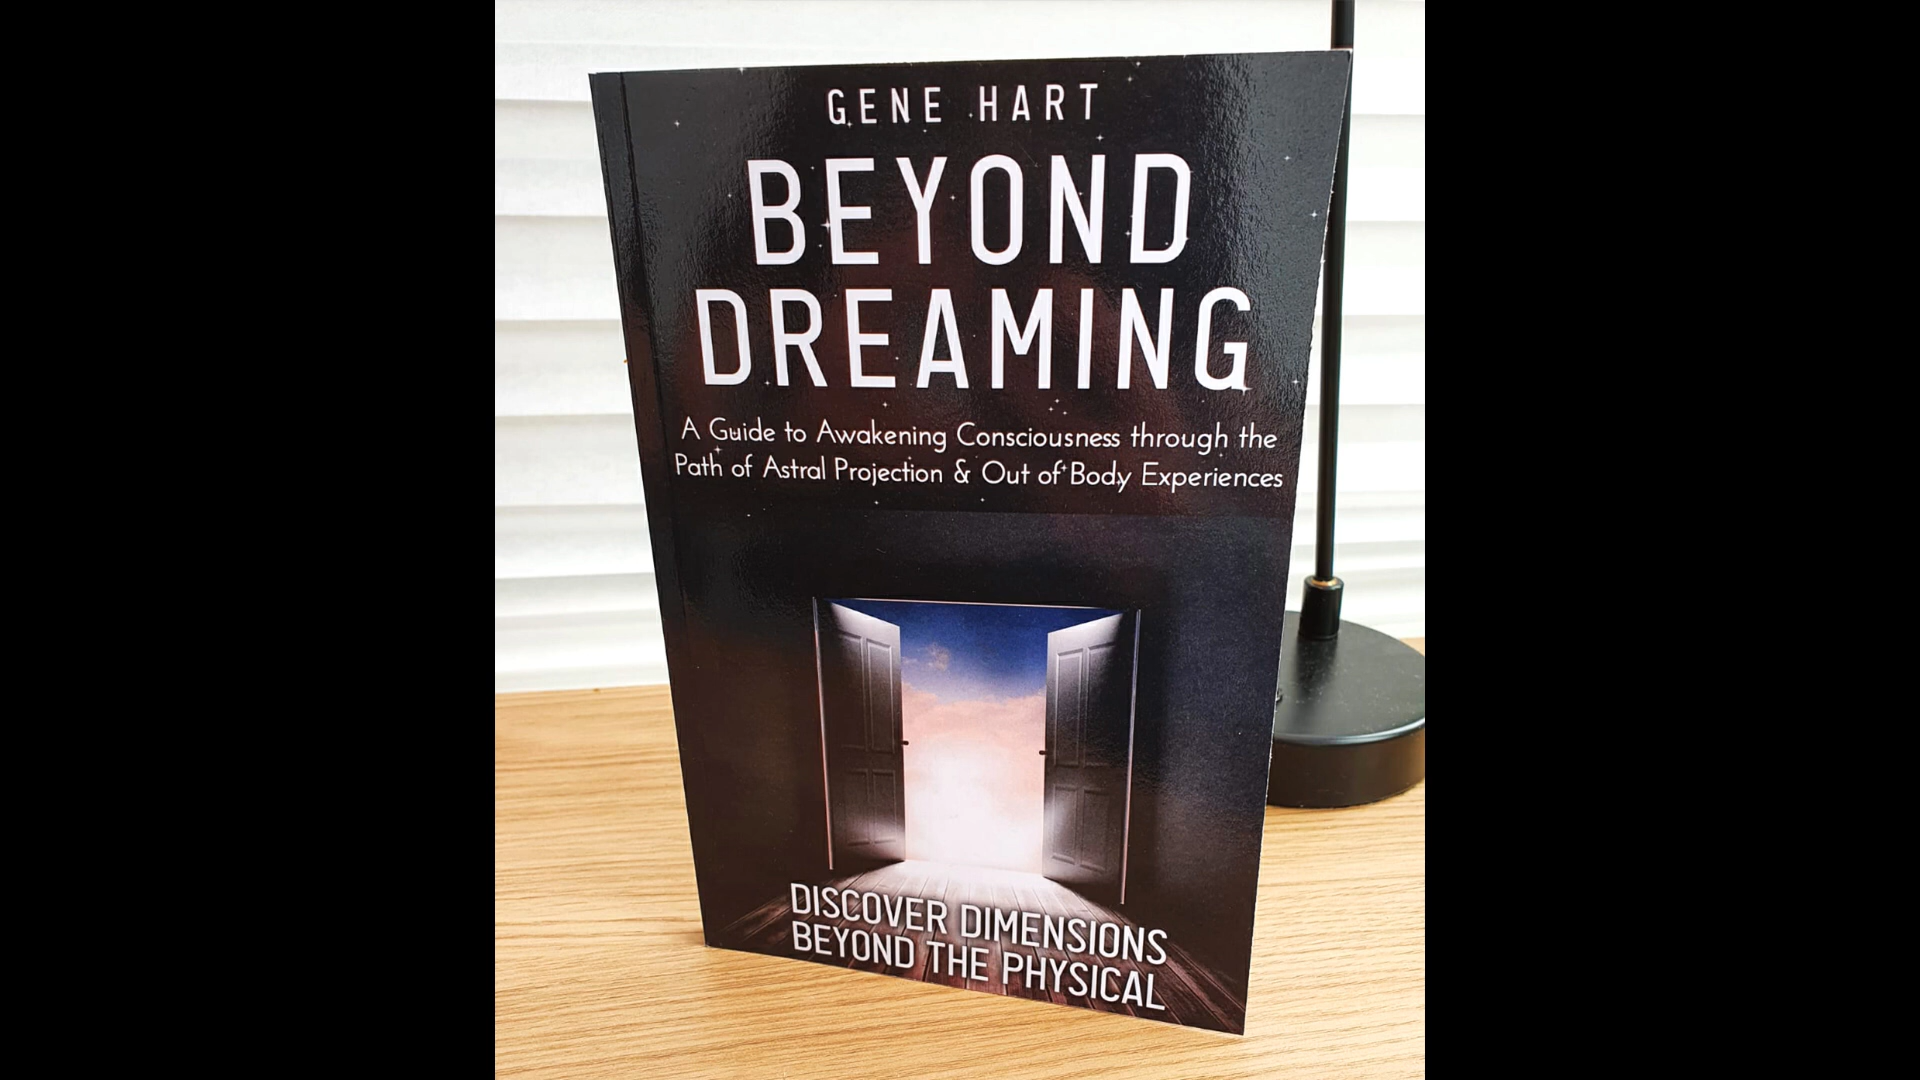 GENE HART
BEYOND
DREAMING
A Guide to Awakening Consciousness through the
Path of Astral Projection & Out of Body Experiences
DISCOVER DIMENSIONS
BEYOND THE PHYSICAL